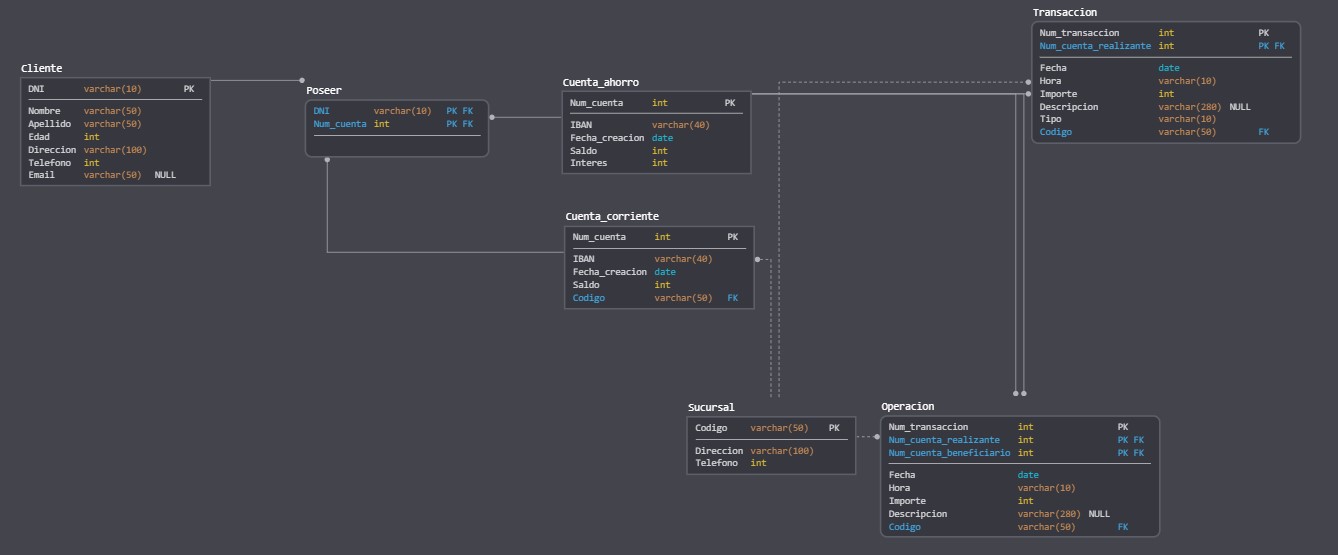 Cliente
DNI varchar(10) PK
Nombre varchar(50)
Apellido varchar(50)
Edad int
Direccion varchar(100)
Telefono int
Email varchar(50) NULL
Poseer
DNI varchar(10) PK FK
Num_cuenta int PK FK
Cuenta_ahorro
Num_cuenta int PK
IBAN varchar(40)
Fecha_creacion date
Saldo int
Interes int
Cuenta_corriente
Num_cuenta int PK
IBAN varchar(40)
Fecha_creacion date
Saldo int
Codigo varchar(50) FK
Transaccion
Num_transaccion int PK
Num_cuenta_realizante int PK FK
Fecha date
Hora varchar(10)
Importe int
Descripcion varchar(280) NULL
Tipo varchar(10)
Codigo varchar(50) FK
Sucursal
Codigo varchar(50) PK
Direccion varchar(100)
Telefono int
Operacion
Num_transaccion int PK
Num_cuenta_realizante int PK FK
Num_cuenta_beneficiario int PK FK
Fecha date
Hora varchar(10)
Importe int
Descripcion varchar(280) NULL
Codigo varchar(50) FK